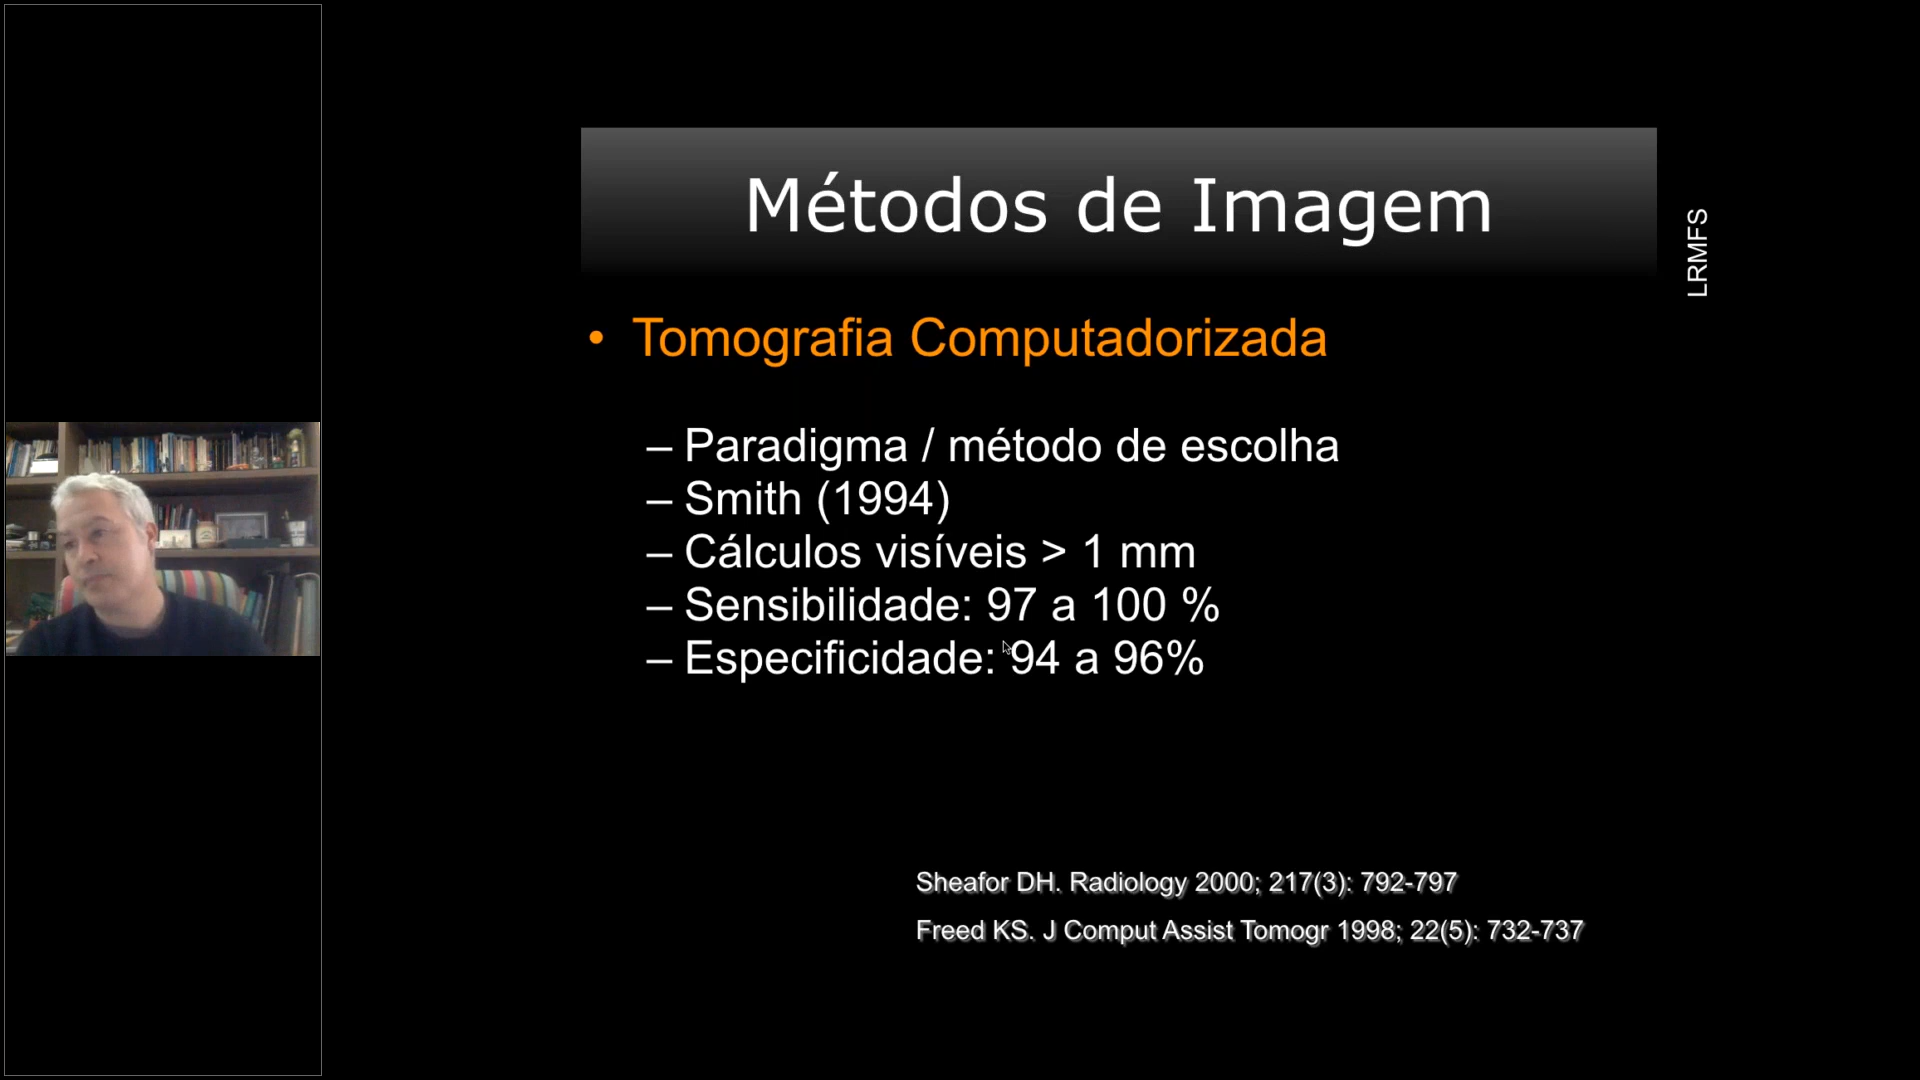 Métodos de Imagem
LRMFS
• Tomografia Computadorizada
– Paradigma / método de escolha
– Smith (1994)
– Cálculos visíveis > 1 mm
– Sensibilidade: 97 a 100 %
– Especificidade: 94 a 96%
Sheafor DH. Radiology 2000; 217(3): 792-797
Freed KS. J Comput Assist Tomogr 1998; 22(5): 732-737